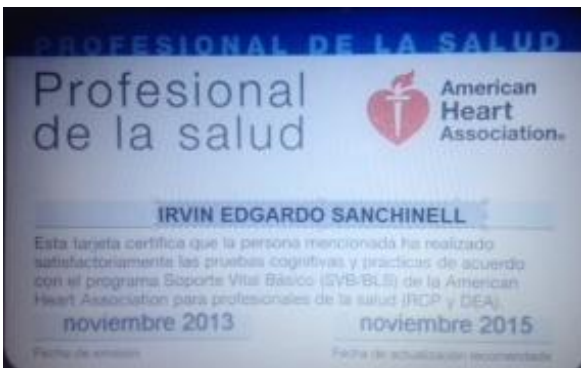 PROFESIONAL DE LA SALUD
Profesional
de la salud
American
Heart
Association®
IRVIN EDGARDO SANCHINELL
Esta tarjeta certifica que la persona mencionada ha realizado
satisfactoriamente las pruebas cognitivas y prácticas de acuerdo
con el programa Soporte Vital Básico (SVB/BLS) de la American
Heart Association para profesionales de la salud (RCP y DEA).
noviembre 2013
noviembre 2015
Fecha de emisión
Fecha de actualización recomendada